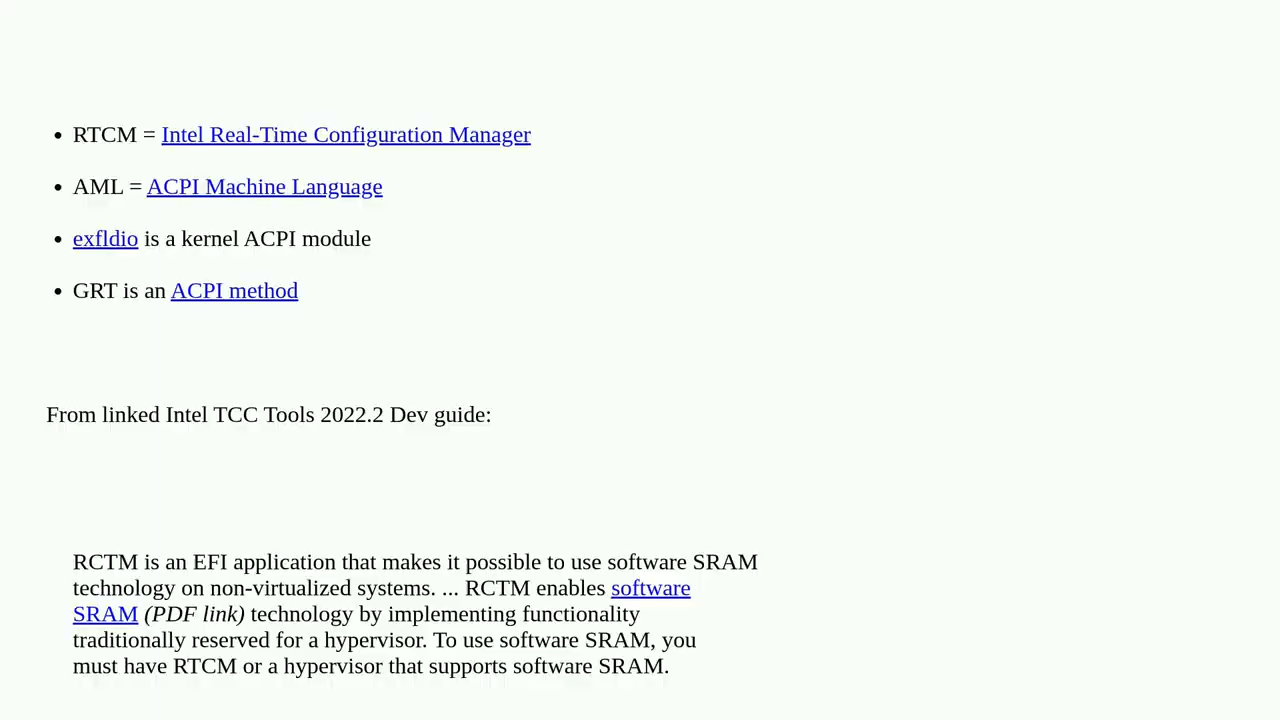 • RTCM = Intel Real-Time Configuration Manager
• AML = ACPI Machine Language
• exfldio is a kernel ACPI module
• GRT is an ACPI method
From linked Intel TCC Tools 2022.2 Dev guide:
RCTM is an EFI application that makes it possible to use software SRAM
technology on non-virtualized systems. ... RCTM enables software
SRAM (PDF link) technology by implementing functionality
traditionally reserved for a hypervisor. To use software SRAM, you
must have RTCM or a hypervisor that supports software SRAM.